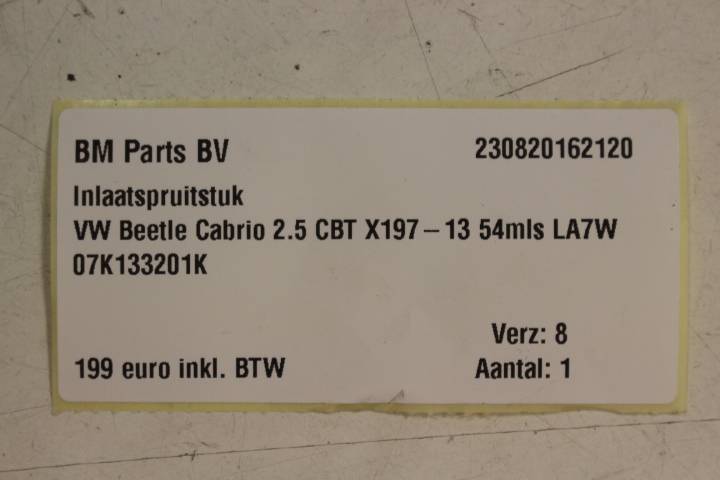 BM Parts BV 230820162120
Inlaatspruitstuk
VW Beetle Cabrio 2.5 CBT X197 – 13 54mls LA7W
07K133201K
Verz: 8
199 euro inkl. BTW Aantal: 1